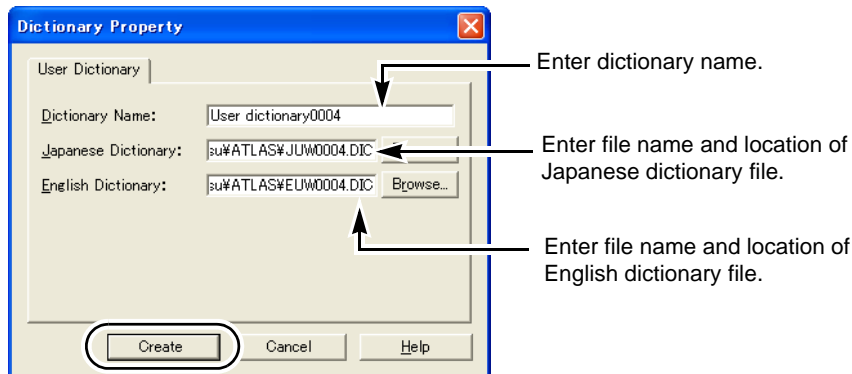 Dictionary Property
User Dictionary
Enter dictionary name.
Dictionary Name: User dictionary0004
Japanese Dictionary: su¥ATLAS¥JUW0004.DIC
Enter file name and location of
Japanese dictionary file.
English Dictionary: su¥ATLAS¥EUW0004.DIC Browse...
Enter file name and location of
English dictionary file.
Create Cancel Help